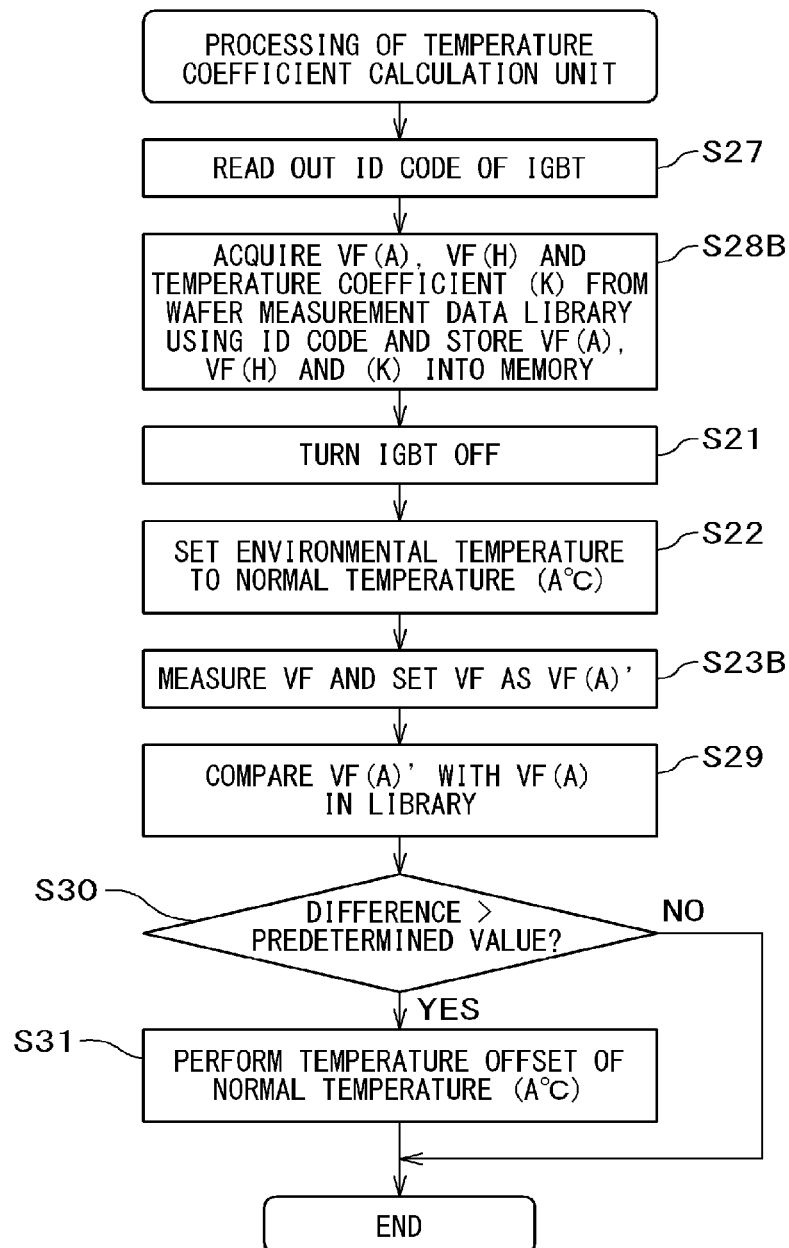 PROCESSING OF TEMPERATURE
COEFFICIENT CALCULATION UNIT
READ OUT ID CODE OF IGBT
S27
ACQUIRE VF(A), VF(H) AND
TEMPERATURE COEFFICIENT (K) FROM
WAFER MEASUREMENT DATA LIBRARY
USING ID CODE AND STORE VF(A),
VF(H) AND (K) INTO MEMORY
S28B
TURN IGBT OFF
S21
SET ENVIRONMENTAL TEMPERATURE
TO NORMAL TEMPERATURE (A℃)
S22
MEASURE VF AND SET VF AS VF(A)'
S23B
COMPARE VF(A)' WITH VF(A)
IN LIBRARY
S29
S30
DIFFERENCE >
PREDETERMINED VALUE?
NO
YES
S31
PERFORM TEMPERATURE OFFSET OF
NORMAL TEMPERATURE (A℃)
END